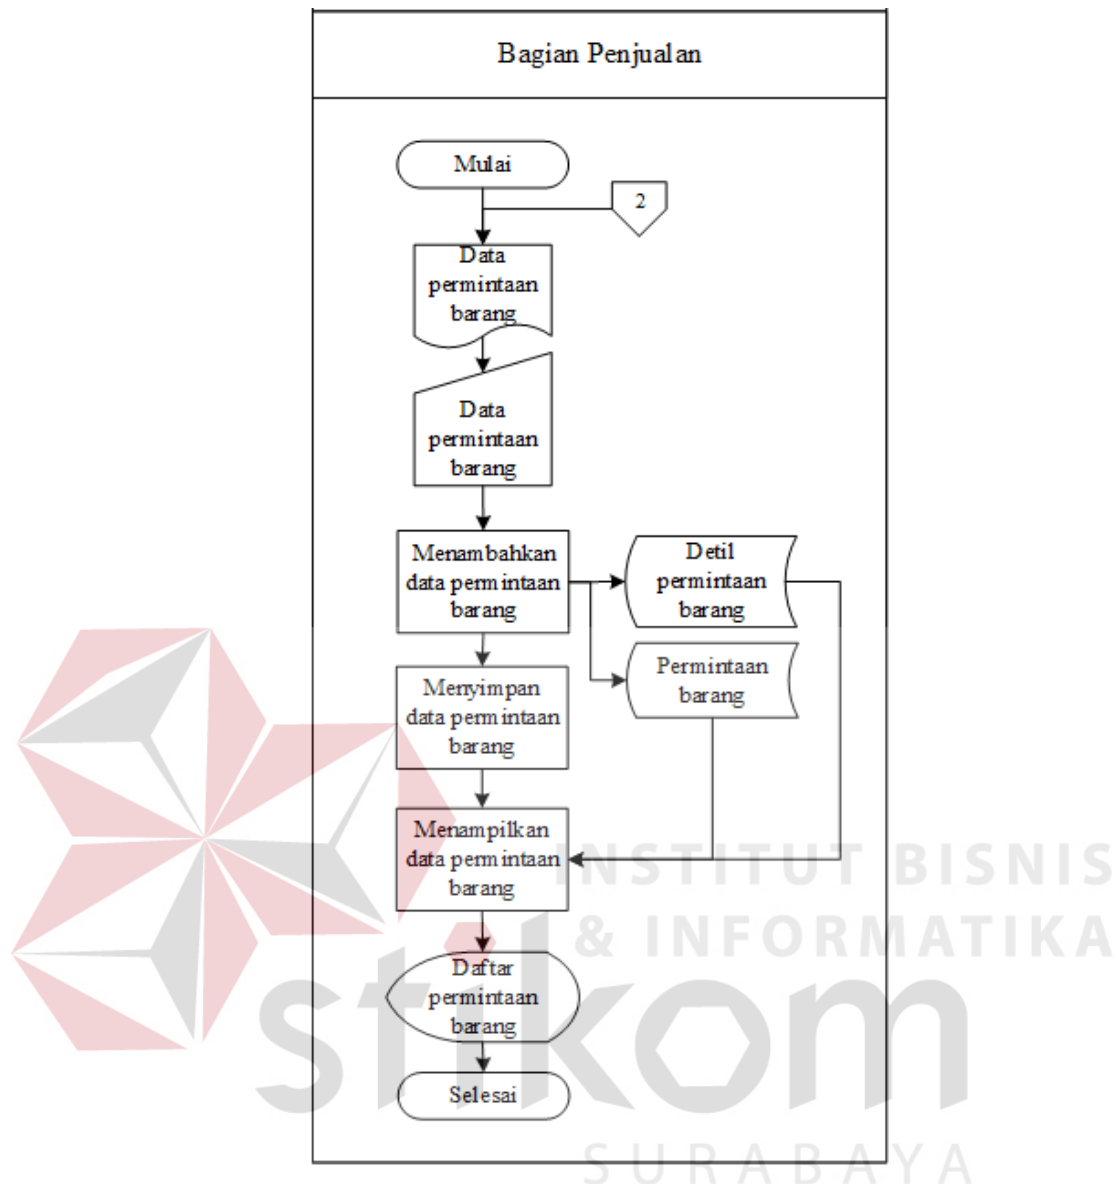 Bagian Penjualan
Mulai
2
Data
permintaan
barang
Data
permintaan
barang
Menambahkan
data permintaan
barang
Detil
permintaan
barang
Permintaan
barang
Menyimpan
data permintaan
barang
Menampilkan
data permintaan
barang
Daftar
permintaan
barang
Selesai
INSTITUT BISNIS
& INFORMATIKA
stikom
SURABAYA